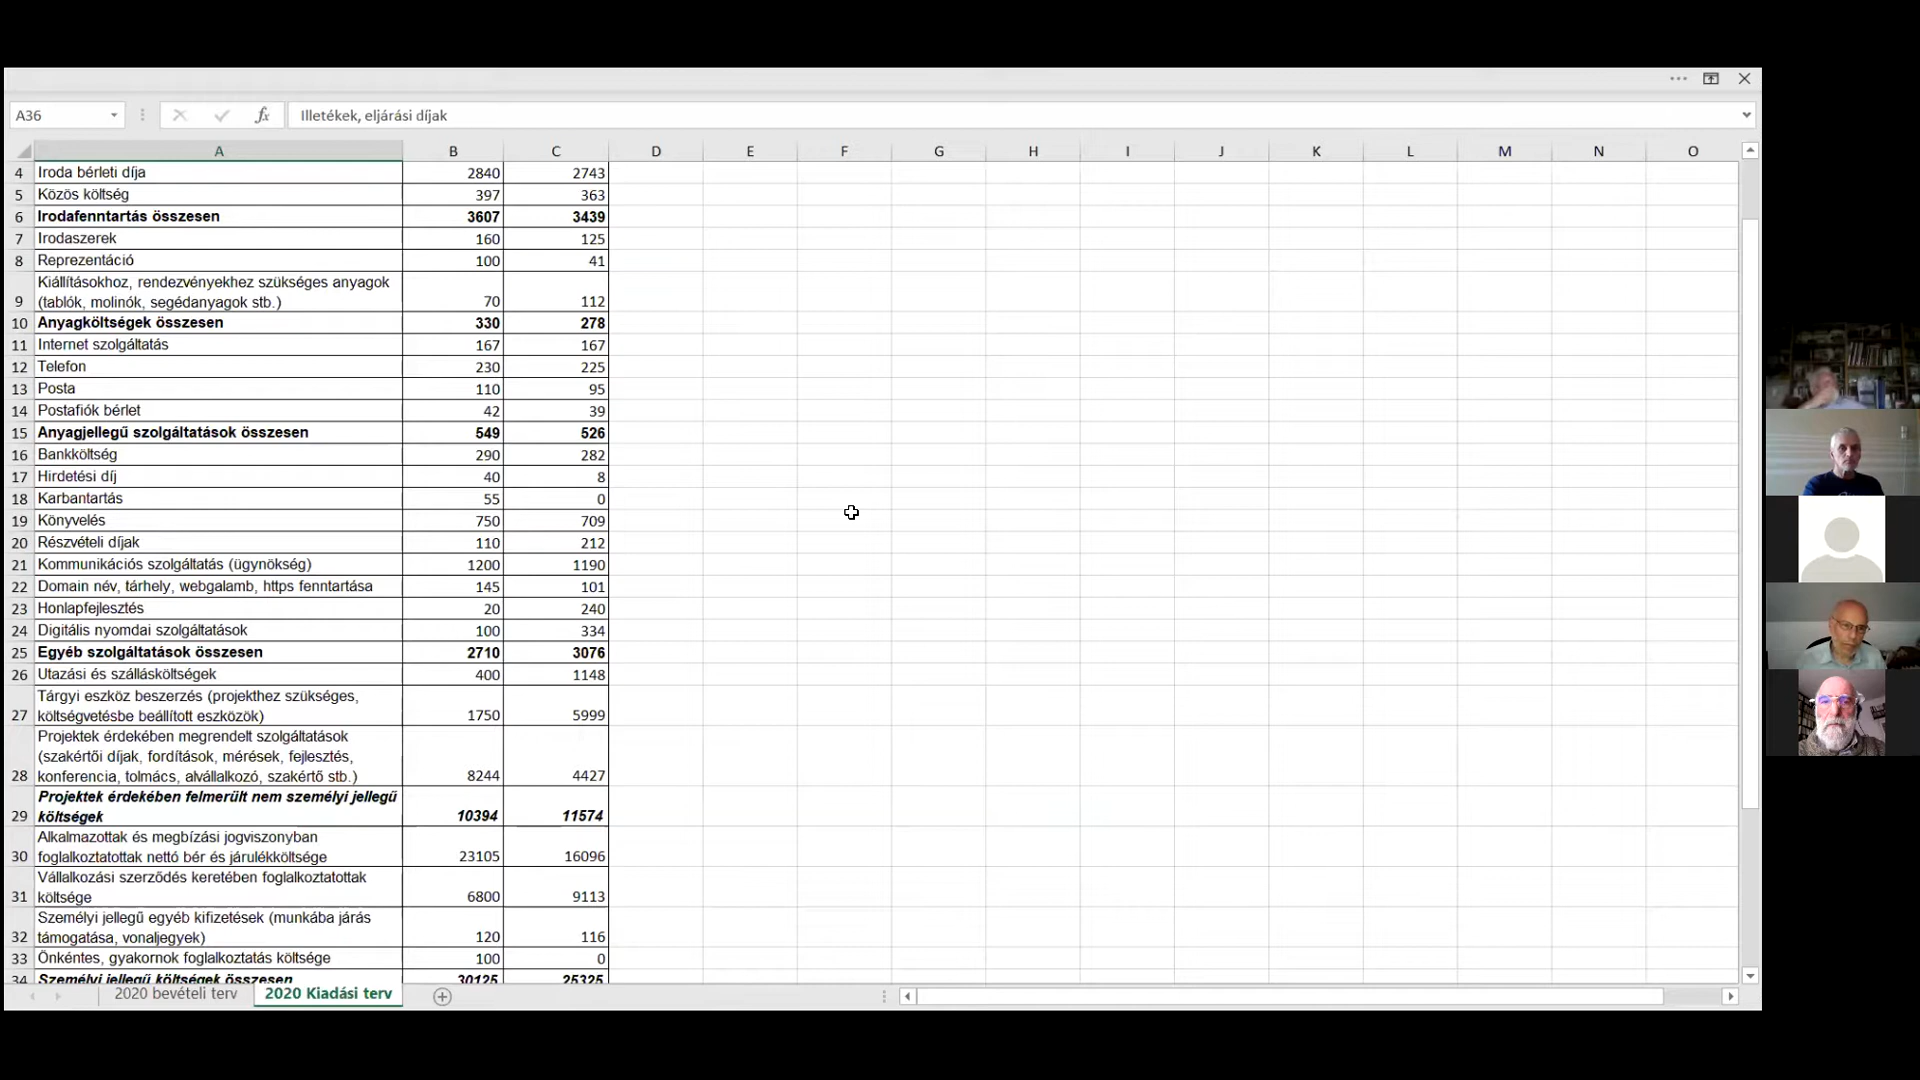 A36
fx
Illetékek, eljárási díjak
A B C D E F G H I J K L M N O
4 Iroda bérleti díja 2840 2743
5 Közös költség 397 363
6 Irodafenntartás összesen 3607 3439
7 Irodaszerek 160 125
8 Reprezentáció 100 41
Kiállításokhoz, rendezvényekhez szükséges anyagok
9 (tablók, molinók, segédanyagok stb.) 70 112
10 Anyagköltségek összesen 330 278
11 Internet szolgáltatás 167 167
12 Telefon 230 225
13 Posta 110 95
14 Postafiók bérlet 42 39
15 Anyagjellegű szolgáltatások összesen 549 526
16 Bankköltség 290 282
17 Hirdetési díj 40 8
18 Karbantartás 55 0
19 Könyvelés 750 709
20 Részvételi díjak 110 212
21 Kommunikációs szolgáltatás (ügynökség) 1200 1190
22 Domain név, tárhely, webgalamb, https fenntartása 145 101
23 Honlapfejlesztés 20 240
24 Digitális nyomdai szolgáltatások 100 334
25 Egyéb szolgáltatások összesen 2710 3076
26 Utazási és szállásköltségek 400 1148
Tárgyi eszköz beszerzés (projekthez szükséges,
27 költségvetésbe beállított eszközök) 1750 5999
Projektek érdekében megrendelt szolgáltatások
(szakértői díjak, fordítások, mérések, fejlesztés,
28 konferencia, tolmács, alvállalkozó, szakértő stb.) 8244 4427
Projektek érdekében felmerült nem személyi jellegű
29 költségek 10394 11574
Alkalmazottak és megbízási jogviszonyban
30 foglalkoztatottak nettó bér és járulékköltsége 23105 16096
Vállalkozási szerződés keretében foglalkoztatottak
31 költsége 6800 9113
Személyi jellegű egyéb kifizetések (munkába járás
32 támogatása, vonaljegyek) 120 116
33 Önkéntes, gyakornok foglalkoztatás költsége 100 0
34 Személyi jellegű költségek összesen 30125 25325
2020 bevételi terv 2020 Kiadási terv